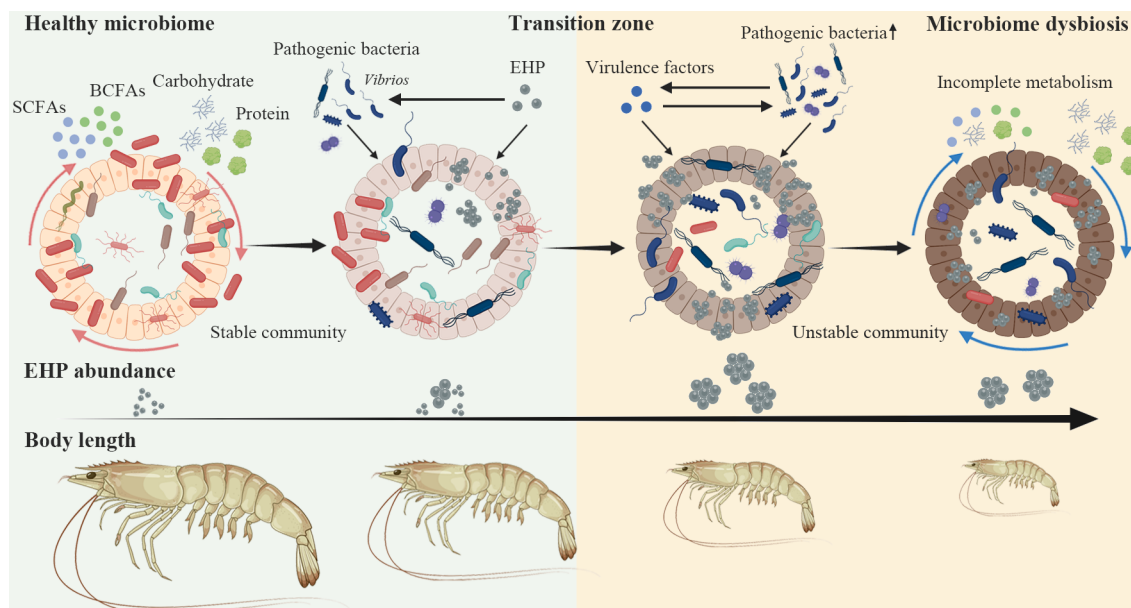 Healthy microbiome
Transition zone
Microbiome dysbiosis
Pathogenic bacteria
Vibrios
EHP
Virulence factors
Pathogenic bacteria↑
Incomplete metabolism
SCFAs
BCFAs
Carbohydrate
Protein
Stable community
Unstable community
EHP abundance
Body length